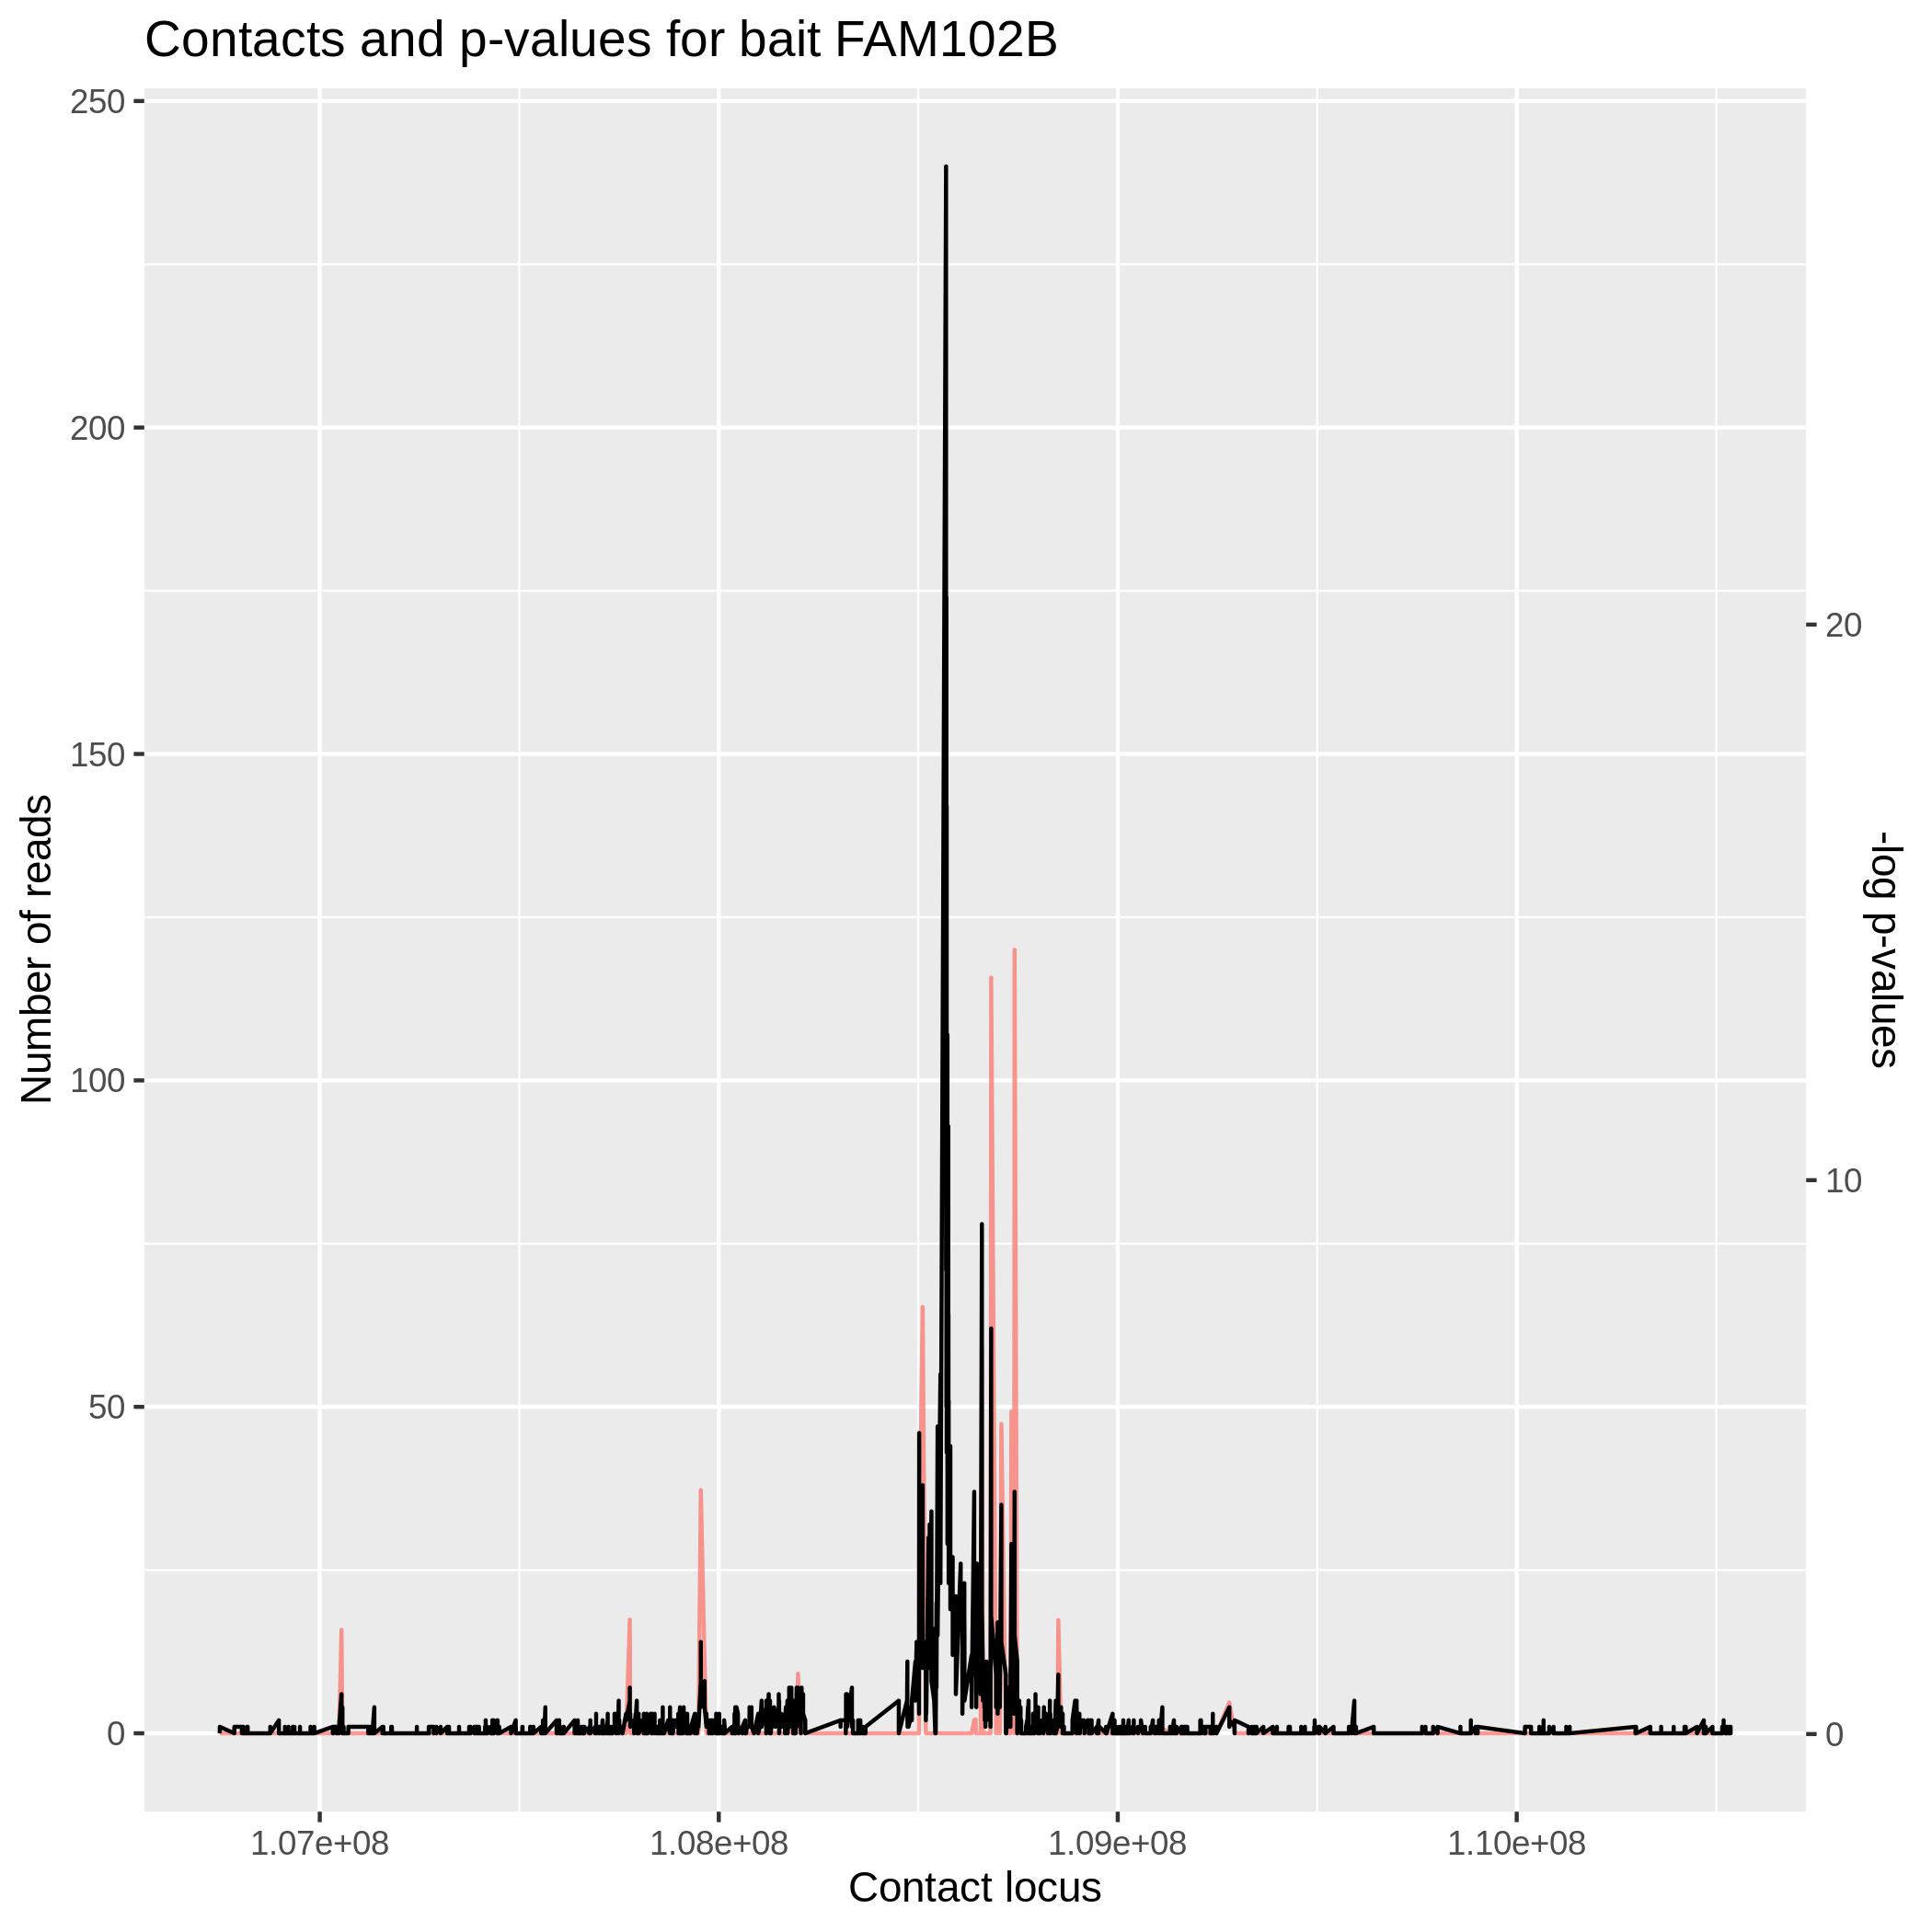 Contacts and p-values for bait FAM102B
250
200
150
100
50
0
Number of reads
20
10
0
-log p-values
1.07e+08
1.08e+08
1.09e+08
1.10e+08
Contact locus